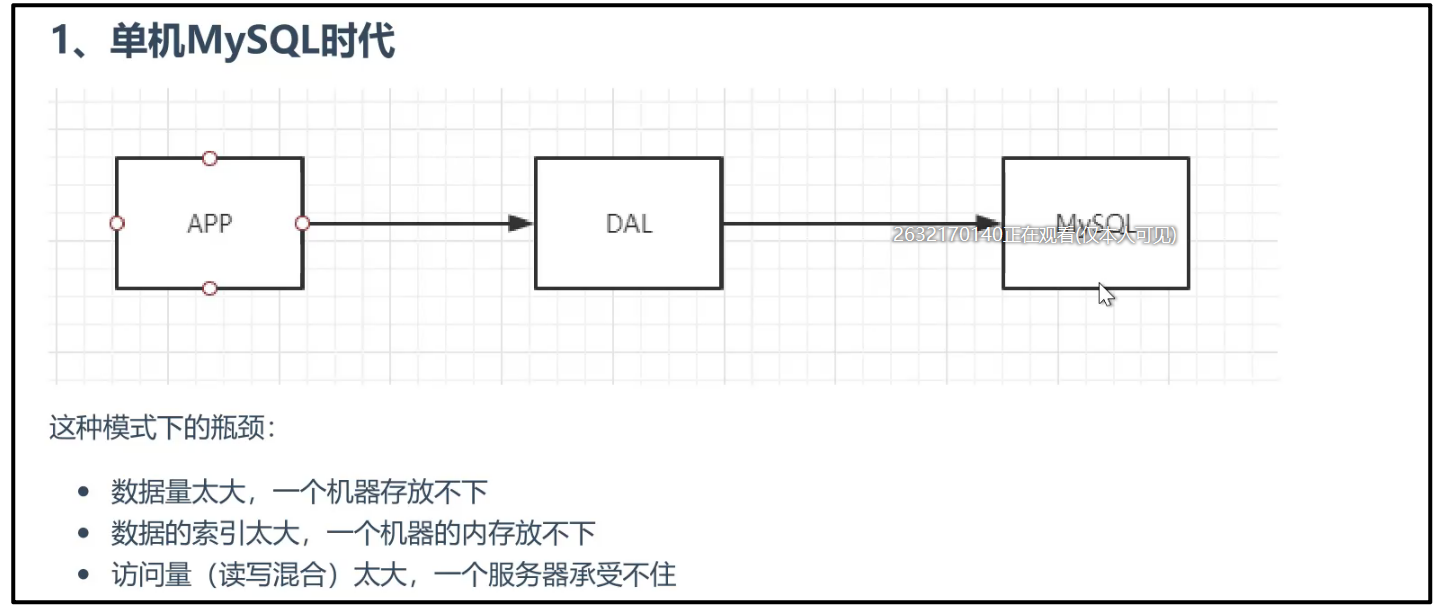 1、单机MySQL时代
APP
DAL
MySQL
2632170140正在观看(仅本人可见)
这种模式下的瓶颈：
数据量太大，一个机器存放不下
数据的索引太大，一个机器的内存放不下
访问量（读写混合）太大，一个服务器承受不住